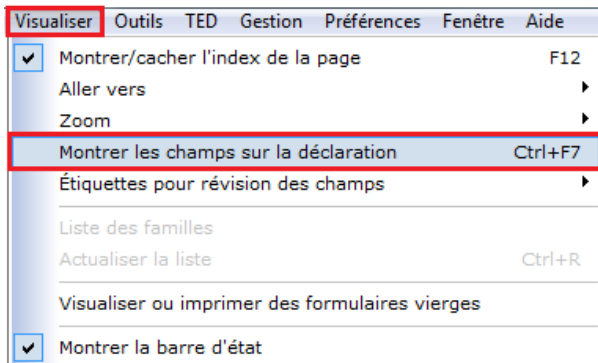 Visualiser Outils TED Gestion Préférences Fenêtre Aide
Montrer/cacher l'index de la page F12
Aller vers
Zoom
Montrer les champs sur la déclaration Ctrl+F7
Étiquettes pour révision des champs
Liste des familles
Actualiser la liste Ctrl+R
Visualiser ou imprimer des formulaires vierges
Montrer la barre d'état